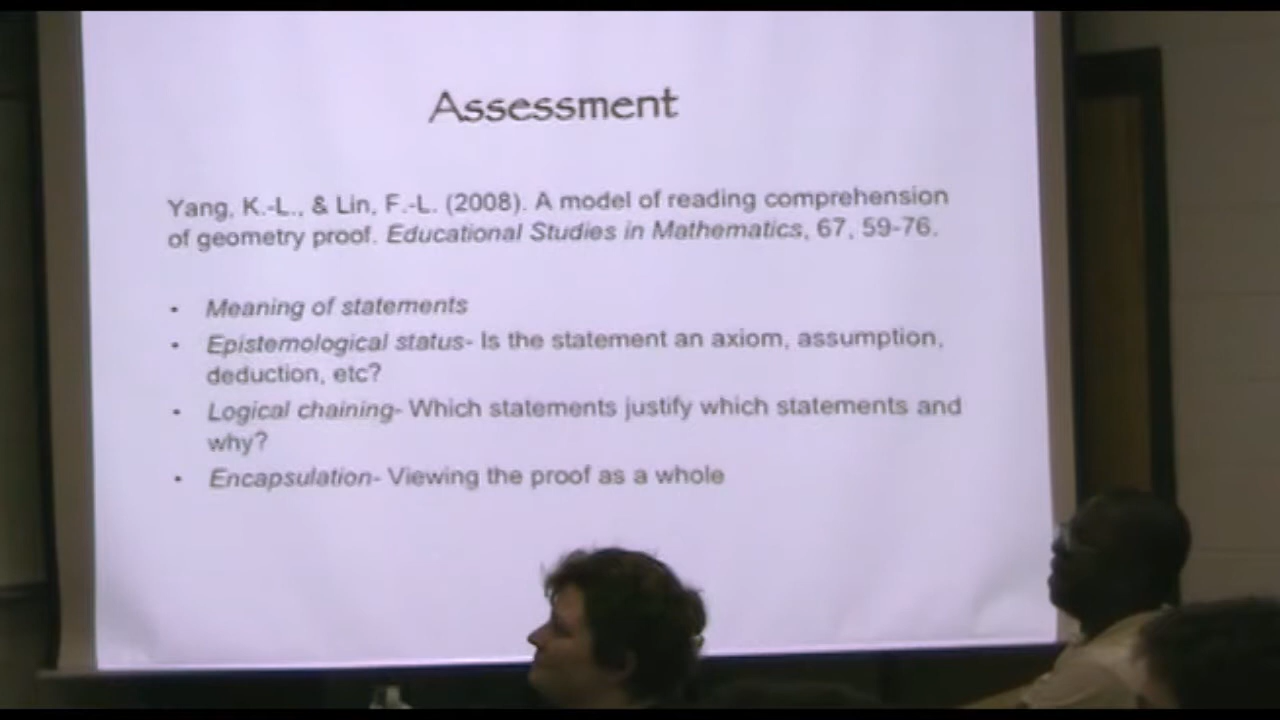 Assessment
Yang, K.-L., & Lin, F.-L. (2008). A model of reading comprehension
of geometry proof. Educational Studies in Mathematics, 67, 59-76.
• Meaning of statements
• Epistemological status- Is the statement an axiom, assumption,
deduction, etc?
• Logical chaining- Which statements justify which statements and
why?
• Encapsulation- Viewing the proof as a whole